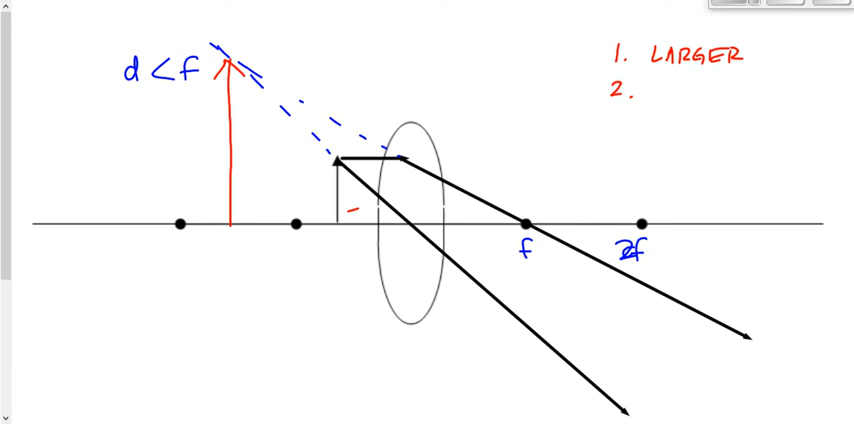 d < f
1. LARGER
2.
f
2f